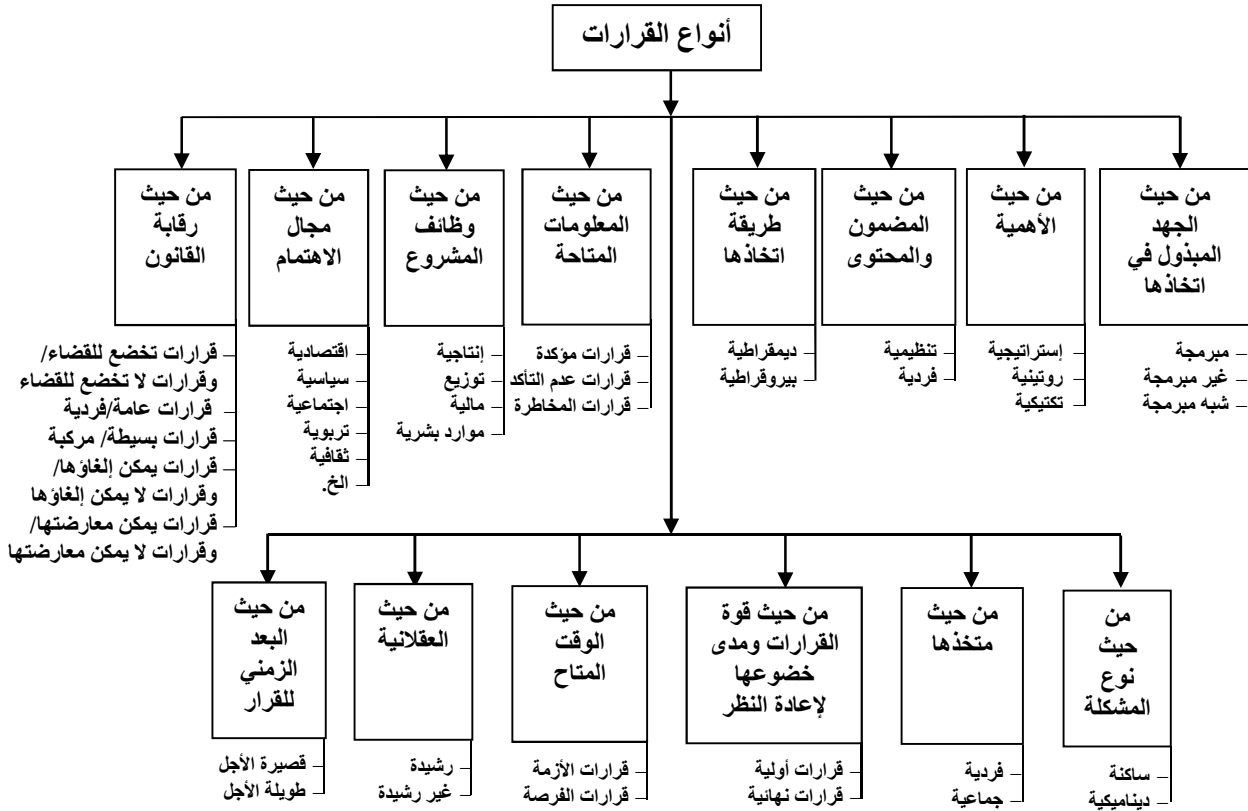 أنواع القرارات
من حيث
الجهد
المبذول في
اتخاذها
مبرمجة
غير مبرمجة
شبه مبرمجة
من حيث
الأهمية
إستراتيجية
روتينية
تكتيكية
من حيث
المضمون
والمحتوى
تنظيمية
فردية
من حيث
طريقة
اتخاذها
ديمقراطية
بيروقراطية
من حيث
المعلومات
المتاحة
قرارات مؤكدة
قرارات عدم التأكد
قرارات المخاطرة
من حيث
وظائف
المشروع
إنتاجية
توزيع
مالية
موارد بشرية
من حيث
مجال
الاهتمام
اقتصادية
سياسية
اجتماعية
تربوية
ثقافية
الخ.
من حيث
رقابة
القانون
قرارات تخضع للقضاء/
وقرارات لا تخضع للقضاء
قرارات عامة/فردية
قرارات بسيطة/ مركبة
قرارات يمكن إلغاؤها/
وقرارات لا يمكن إلغاؤها
قرارات يمكن معارضتها/
وقرارات لا يمكن معارضتها
من
حيث
نوع
المشكلة
ساكنة
ديناميكية
من حيث
متخذها
فردية
جماعية
من حيث قوة
القرارات ومدى
خضوعها
لإعادة النظر
قرارات أولية
قرارات نهائية
من حيث
الوقت
المتاح
قرارات الأزمة
قرارات الفرصة
من حيث
العقلانية
رشيدة
غير رشيدة
من حيث
البعد
الزمني
للقرار
قصيرة الأجل
طويلة الأجل